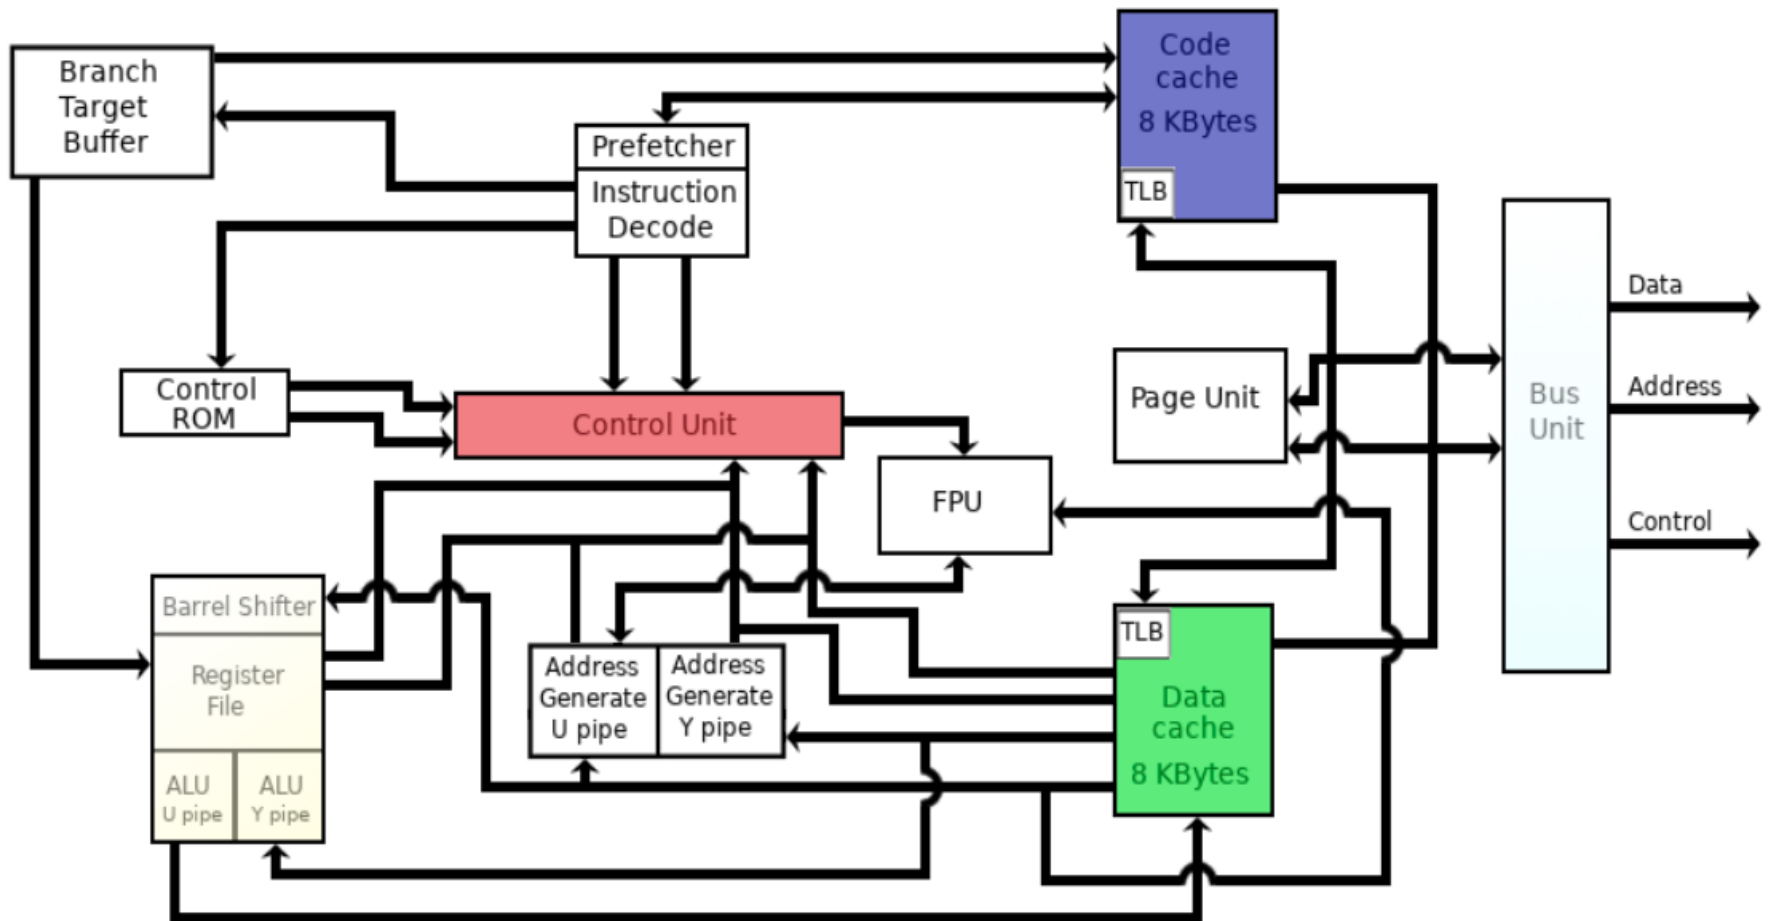 Branch
Target
Buffer
Prefetcher
Instruction
Decode
Code
cache
8 KBytes
TLB
Control
ROM
Control Unit
FPU
Page Unit
Bus
Unit
Data
Address
Control
Barrel Shifter
Register
File
ALU
U pipe
ALU
Y pipe
Address
Generate
U pipe
Address
Generate
Y pipe
TLB
Data
cache
8 KBytes